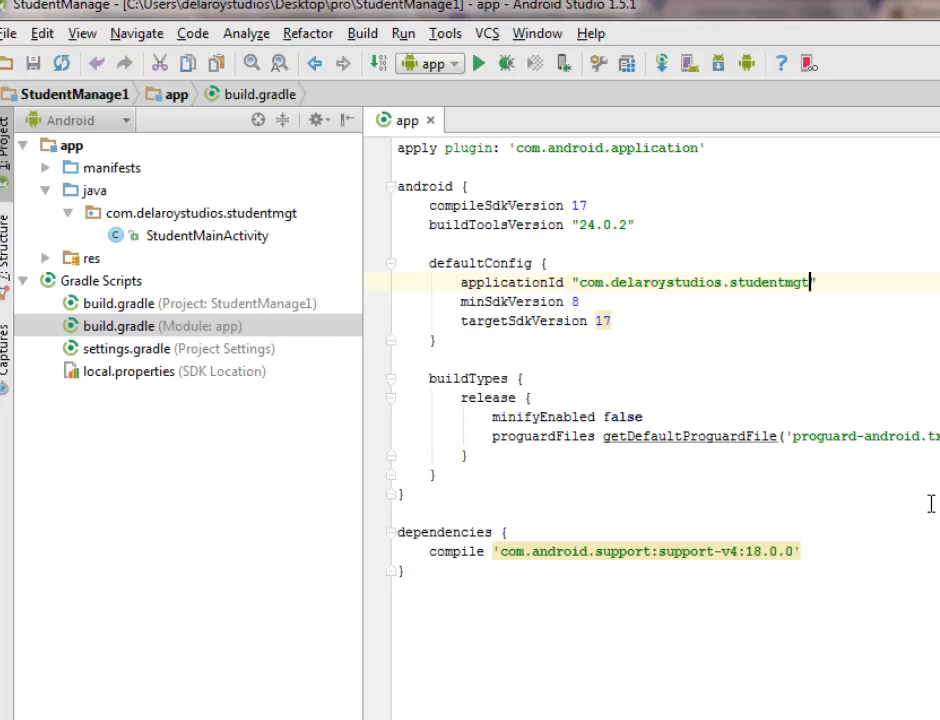 StudentManage - [C:\Users\delaroystudios\Desktop\pro\StudentManage1] - app - Android Studio 1.5.1
File Edit View Navigate Code Analyze Refactor Build Run Tools VCS Window Help
app
StudentManage1 app build.gradle
1: Project
7: Structure
Captures
Android
app
manifests
java
com.delaroystudios.studentmgt
StudentMainActivity
res
Gradle Scripts
build.gradle (Project: StudentManage1)
build.gradle (Module: app)
settings.gradle (Project Settings)
local.properties (SDK Location)
app
apply plugin: 'com.android.application'
android {
compileSdkVersion 17
buildToolsVersion "24.0.2"
defaultConfig {
applicationId "com.delaroystudios.studentmgt"
minSdkVersion 8
targetSdkVersion 17
}
buildTypes {
release {
minifyEnabled false
proguardFiles getDefaultProguardFile('proguard-android.tx
}
}
}
dependencies {
compile 'com.android.support:support-v4:18.0.0'
}